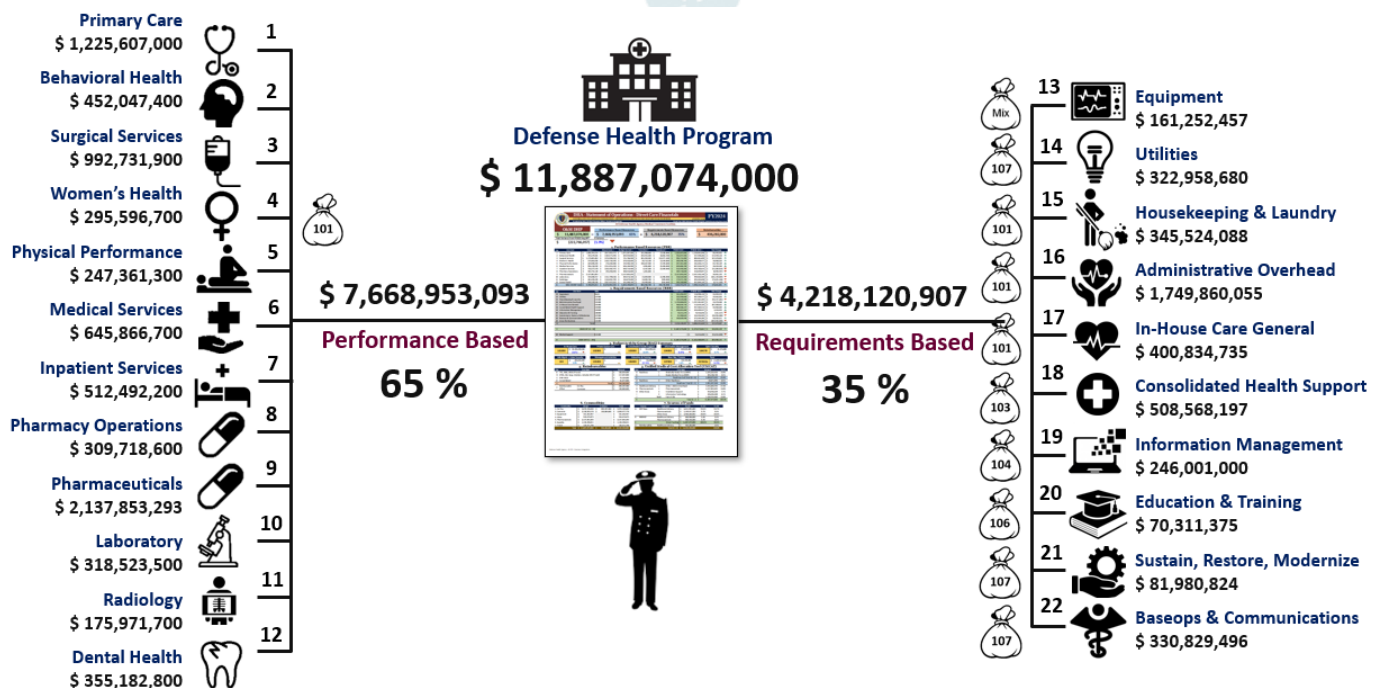 Primary Care
$ 1,225,607,000
1
Behavioral Health
$ 452,047,400
2
Surgical Services
$ 992,731,900
3
Women's Health
$ 295,596,700
4
Physical Performance
$ 247,361,300
5
Medical Services
$ 645,866,700
6
Inpatient Services
$ 512,492,200
7
Pharmacy Operations
$ 309,718,600
8
Pharmaceuticals
$ 2,137,853,293
9
Laboratory
$ 318,523,500
10
Radiology
$ 175,971,700
11
Dental Health
$ 355,182,800
12
101
Defense Health Program
$ 11,887,074,000
$ 7,668,953,093
Performance Based
65 %
$ 4,218,120,907
Requirements Based
35 %
Mix
13
Equipment
$ 161,252,457
107
14
Utilities
$ 322,958,680
101
15
Housekeeping & Laundry
$ 345,524,088
101
16
Administrative Overhead
$ 1,749,860,055
101
17
In-House Care General
$ 400,834,735
103
18
Consolidated Health Support
$ 508,568,197
104
19
Information Management
$ 246,001,000
106
20
Education & Training
$ 70,311,375
107
21
Sustain, Restore, Modernize
$ 81,980,824
107
22
Baseops & Communications
$ 330,829,496